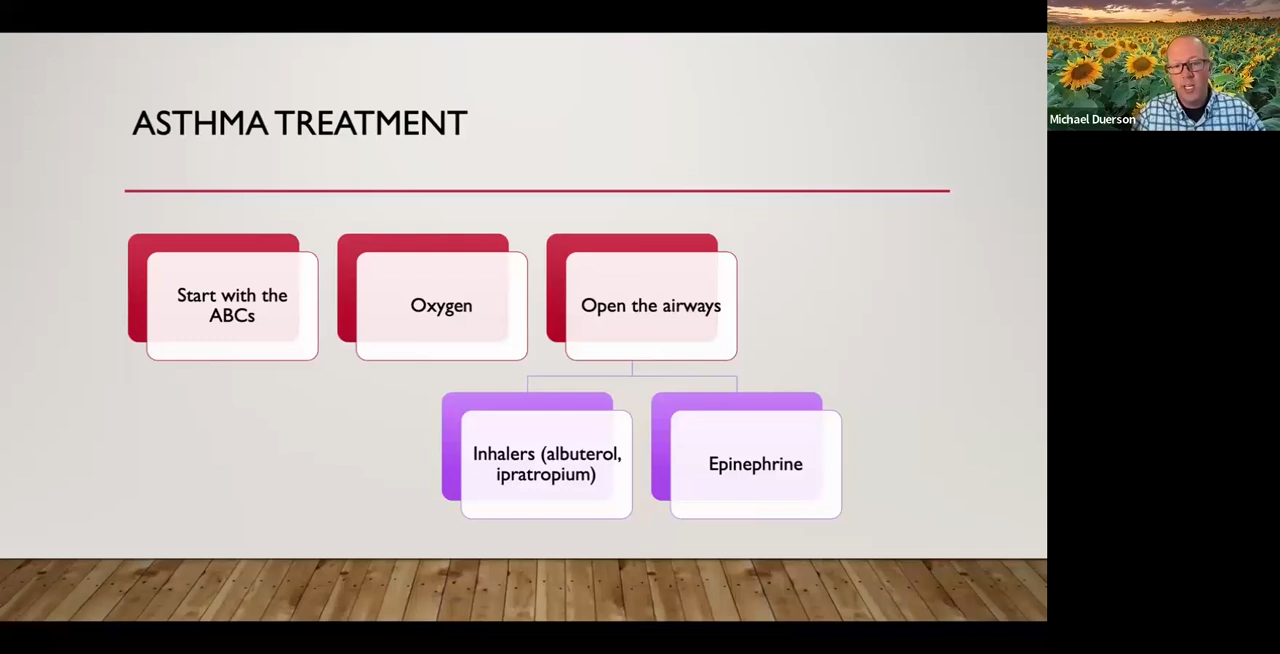 ASTHMA TREATMENT
Start with the
ABCs
Oxygen
Open the airways
Inhalers (albuterol,
ipratropium)
Epinephrine
Michael Duerson